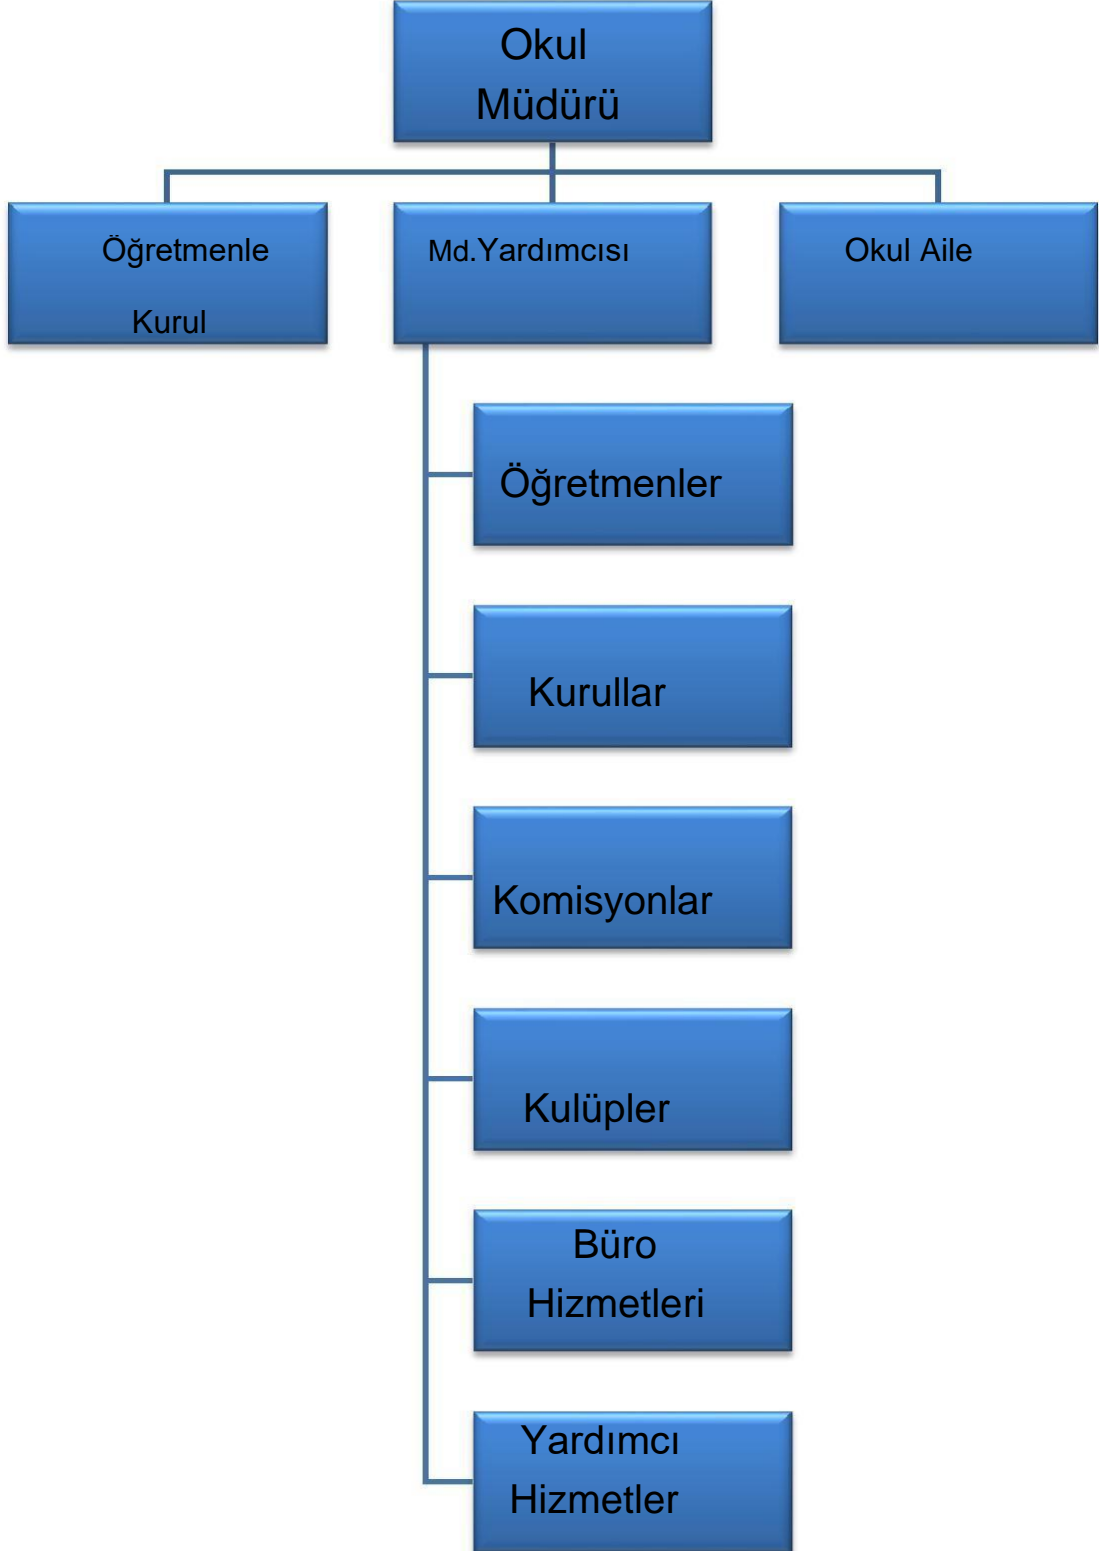 Okul
Müdürü
Öğretmenle
Kurul
Md.Yardımcısı
Okul Aile
Öğretmenler
Kurullar
Komisyonlar
Kulüpler
Büro
Hizmetleri
Yardımcı
Hizmetler